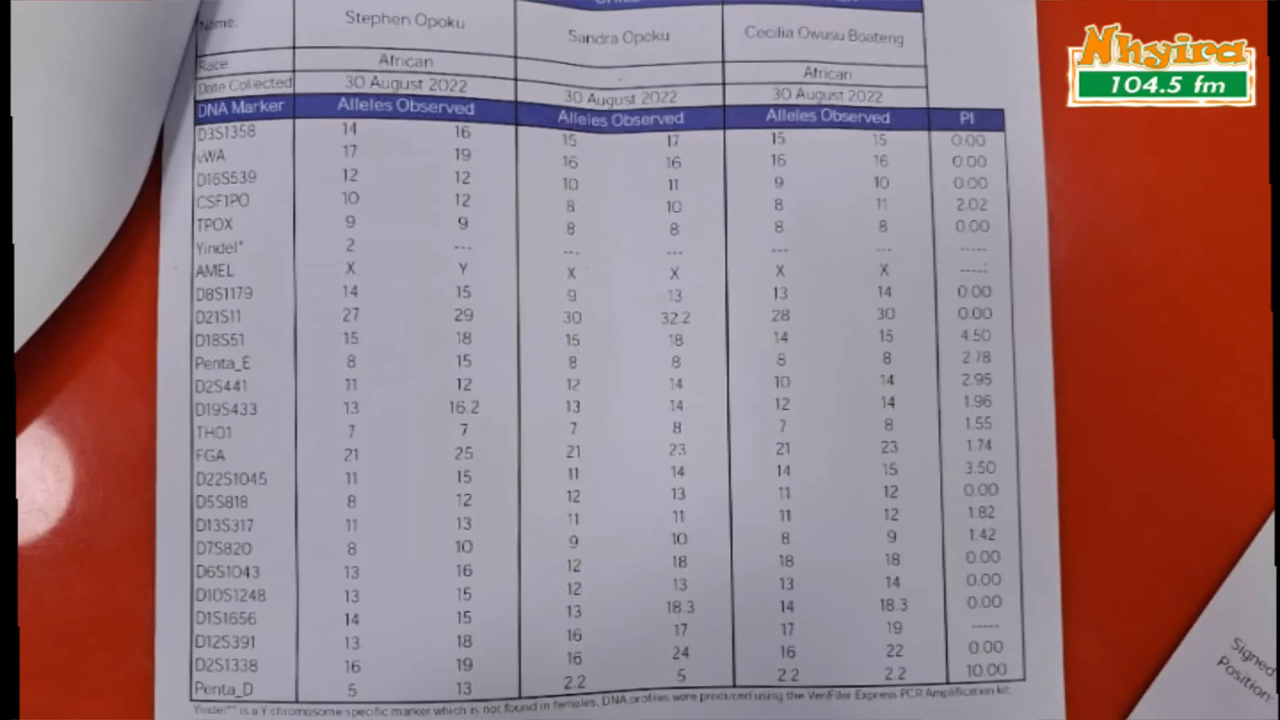 Nhyira
104.5 fm
Name: Stephen Opoku Sandra Opoku Cecilia Owusu Boateng
Race African African
Date Collected 30 August 2022 30 August 2022 30 August 2022
DNA Marker Alleles Observed Alleles Observed Alleles Observed PI
D3S1358 14 16 15 17 15 15 0.00
vWA 17 19 16 16 16 16 0.00
D16S539 12 12 10 11 9 10 0.00
CSF1PO 10 12 8 10 8 11 2.02
TPOX 9 9 8 8 8 8 0.00
Yindel* 2 --- --- --- --- --- -----
AMEL X Y X X X X -----
D8S1179 14 15 9 13 13 14 0.00
D21S11 27 29 30 32.2 28 30 0.00
D18S51 15 18 15 18 14 15 4.50
Penta_E 8 15 8 8 8 8 2.78
D2S441 11 12 12 14 10 14 2.95
D19S433 13 16.2 13 14 12 14 1.96
TH01 7 7 7 8 7 8 1.55
FGA 21 25 21 23 21 23 1.74
D22S1045 11 15 11 14 14 15 3.50
D5S818 8 12 12 13 11 12 0.00
D13S317 11 13 11 11 11 12 1.82
D7S820 8 10 9 10 8 9 1.42
D6S1043 13 16 12 18 18 18 0.00
D10S1248 13 15 12 13 13 14 0.00
D1S1656 14 15 13 18.3 14 18.3 0.00
D12S391 13 18 16 17 17 19 -----
D2S1338 16 19 16 24 16 22 0.00
Penta_D 5 13 2.2 5 2.2 2.2 10.00
Yindel** is a Y chromosome specific marker which is not found in females. DNA profiles were produced using the VeriFiler Express PCR Amplification kit.
Signed
Position